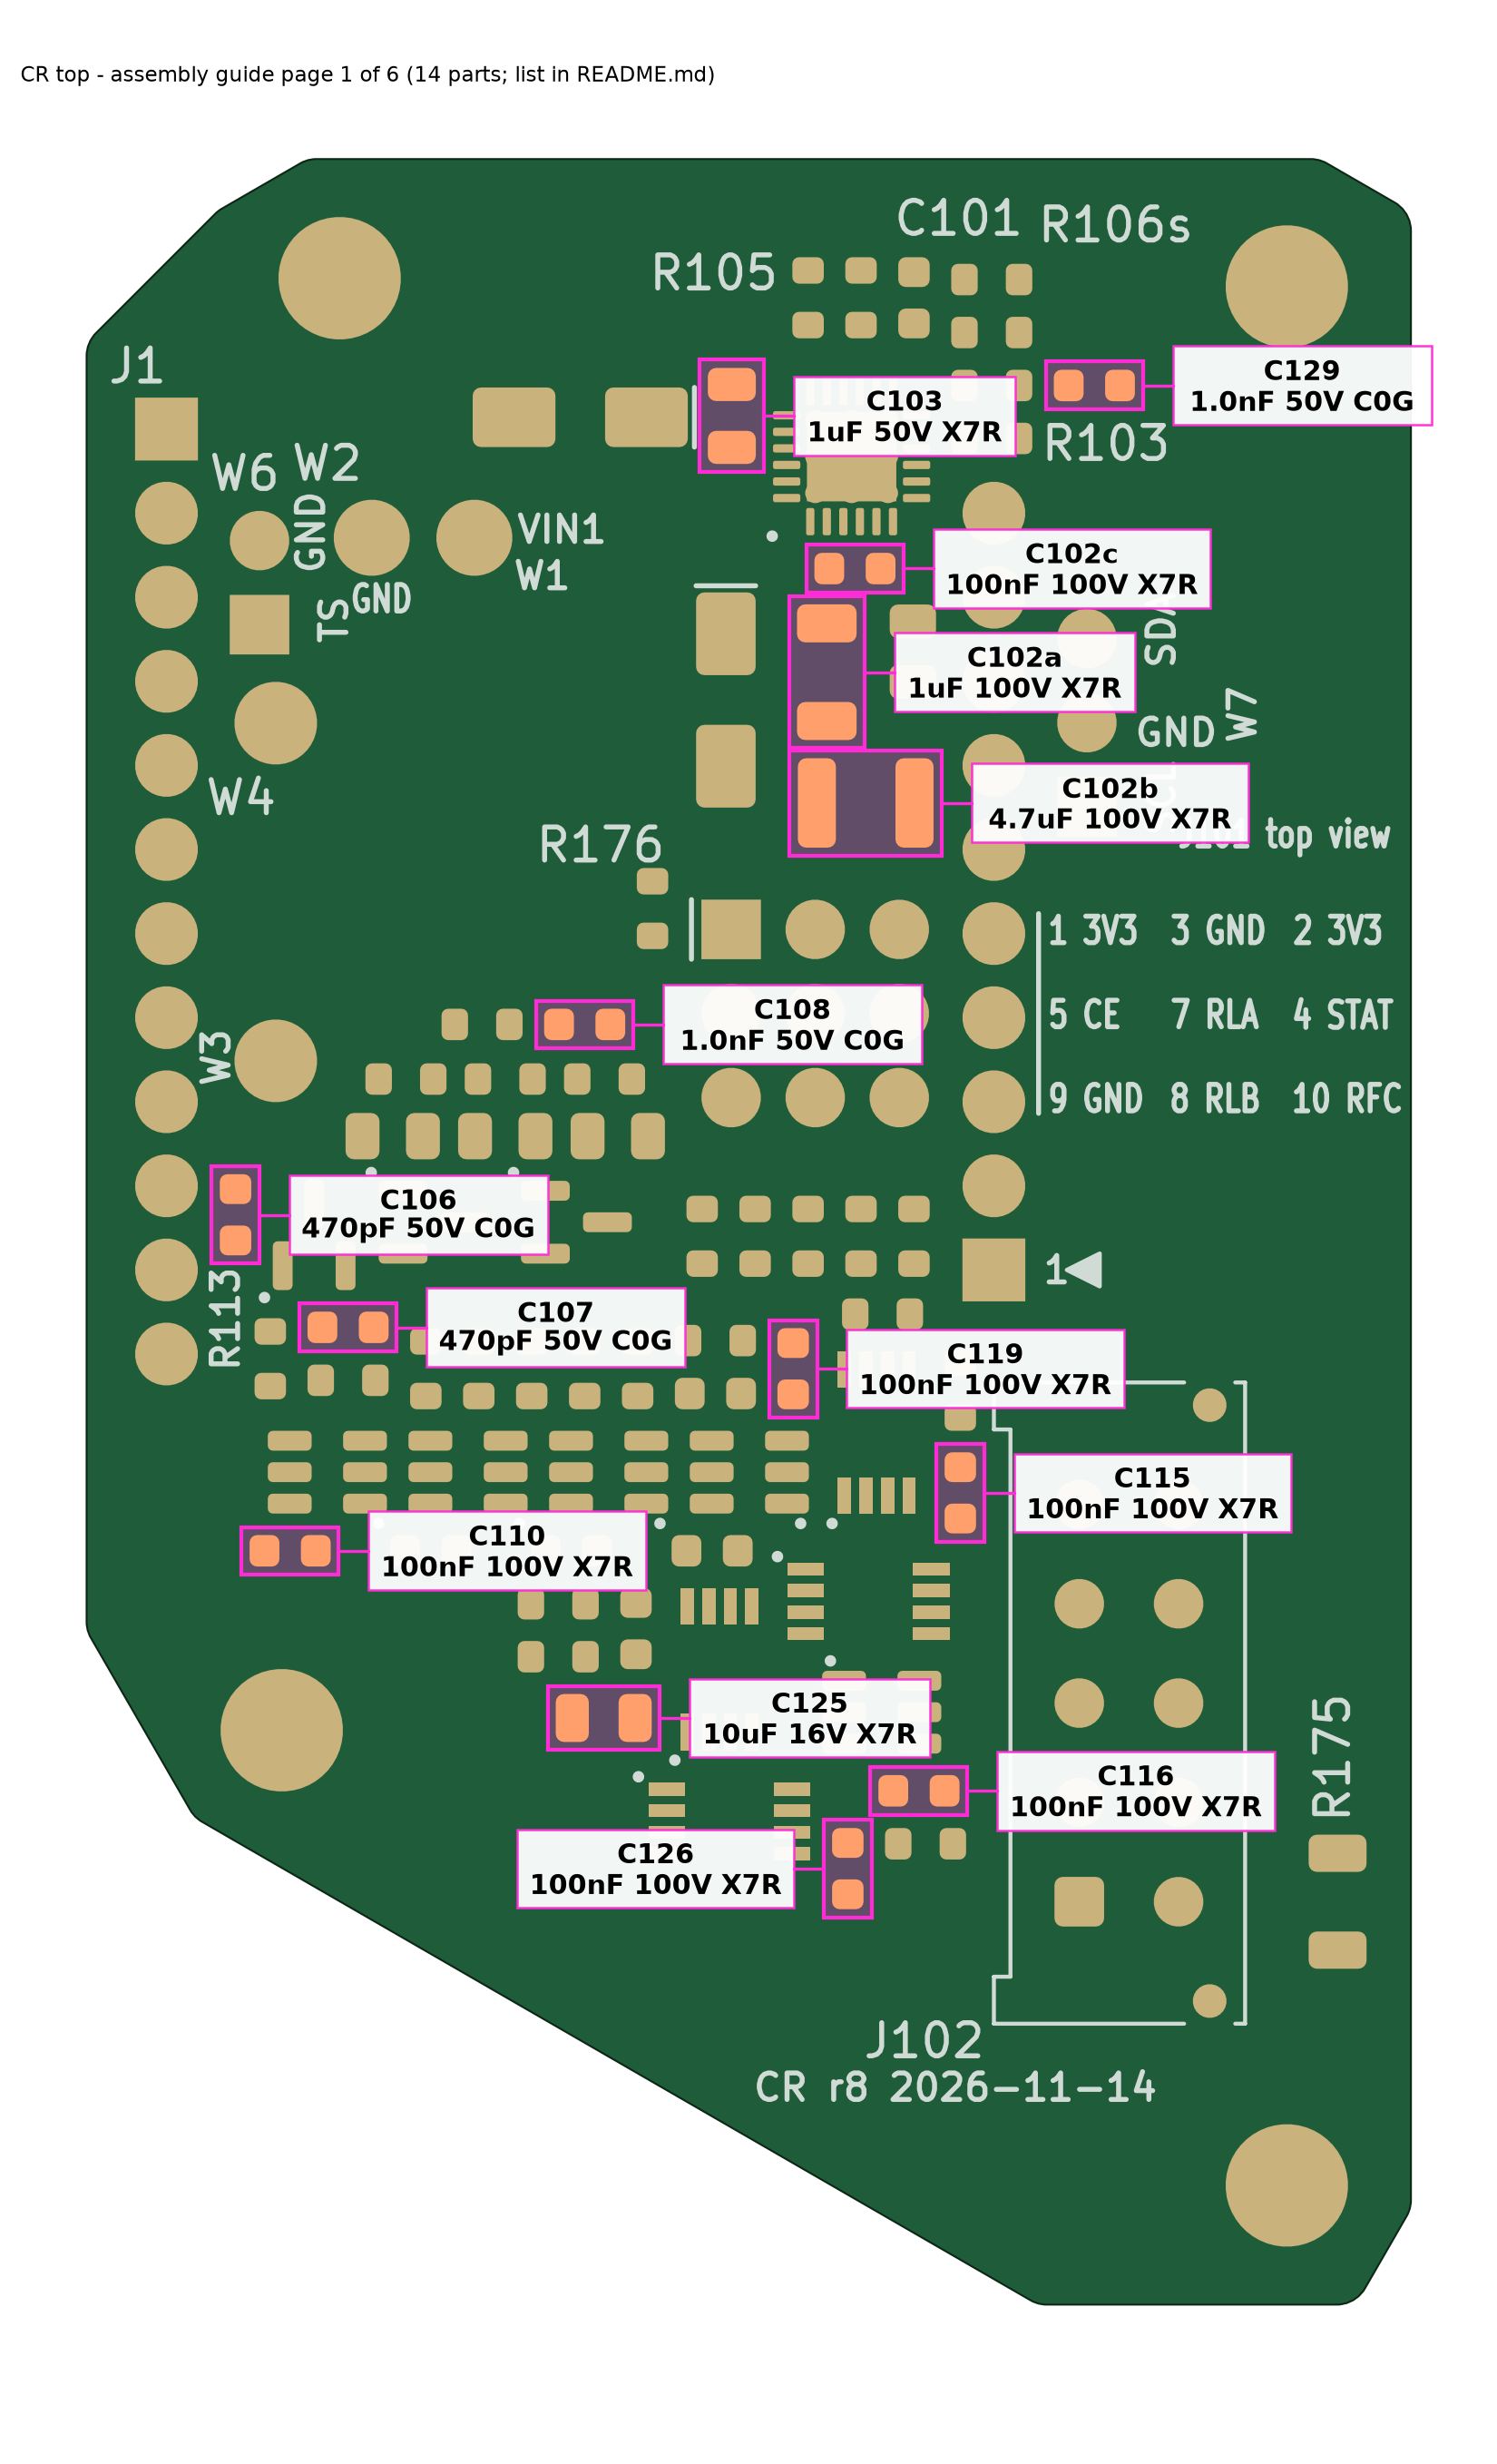 CR top - assembly guide page 1 of 6 (14 parts; list in README.md)
C101
R106s
R105
J1
C129
1.0nF 50V C0G
C103
1uF 50V X7R
R103
W6
W2
GND
VIN1
W1
GND
TS
C102c
100nF 100V X7R
C102a
1uF 100V X7R
GND
W7
W4
C102b
4.7uF 100V X7R
top view
R176
1 3V3 3 GND 2 3V3
C108
1.0nF 50V C0G
5 CE 7 RLA 4 STAT
W3
9 GND 8 RLB 10 RFC
C106
470pF 50V C0G
1
R113
C107
470pF 50V C0G
C119
100nF 100V X7R
C115
100nF 100V X7R
C110
100nF 100V X7R
C125
10uF 16V X7R
R175
C116
100nF 100V X7R
C126
100nF 100V X7R
J102
CR r8 2026-11-14